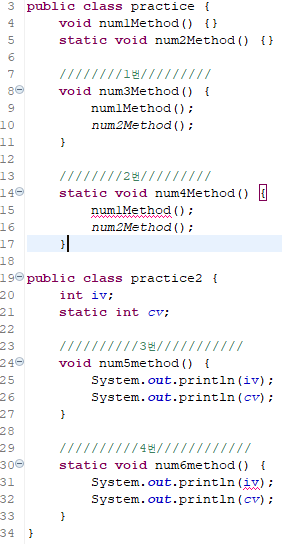 3 public class practice {
4 void num1Method() {}
5 static void num2Method() {}
6
7 ////////1번/////////
8 void num3Method() {
9 num1Method();
10 num2Method();
11 }
12
13 ////////2번/////////
14 static void num4Method() {
15 num1Method();
16 num2Method();
17 }
18
19 public class practice2 {
20 int iv;
21 static int cv;
22
23 //////////3번///////////
24 void num5method() {
25 System.out.println(iv);
26 System.out.println(cv);
27 }
28
29 //////////4번////////////
30 static void num6method() {
31 System.out.println(iv);
32 System.out.println(cv);
33 }
34 }